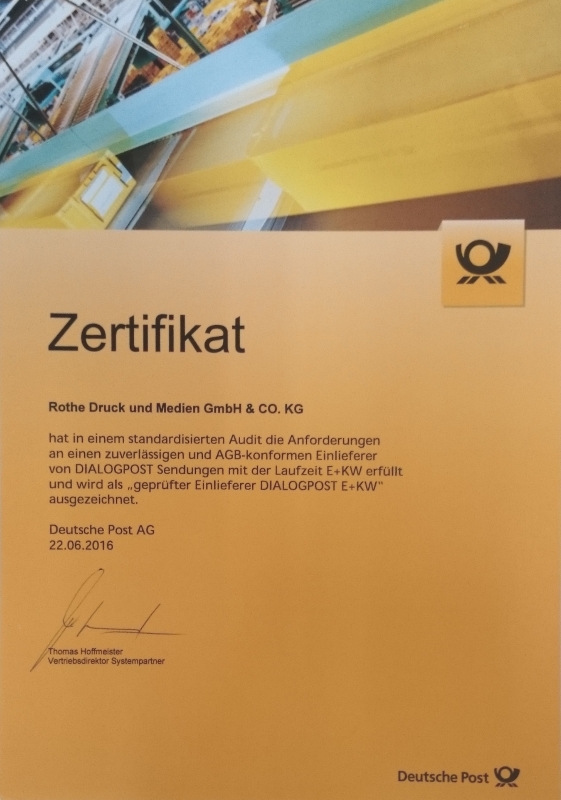 Zertifikat
Rothe Druck und Medien GmbH & CO. KG
hat in einem standardisierten Audit die Anforderungen
an einen zuverlässigen und AGB-konformen Einlieferer
von DIALOGPOST Sendungen mit der Laufzeit E+KW erfüllt
und wird als „geprüfter Einlieferer DIALOGPOST E+KW“
ausgezeichnet.
Deutsche Post AG
22.06.2016
Thomas Hoffmeister
Vertriebsdirektor Systempartner
Deutsche Post